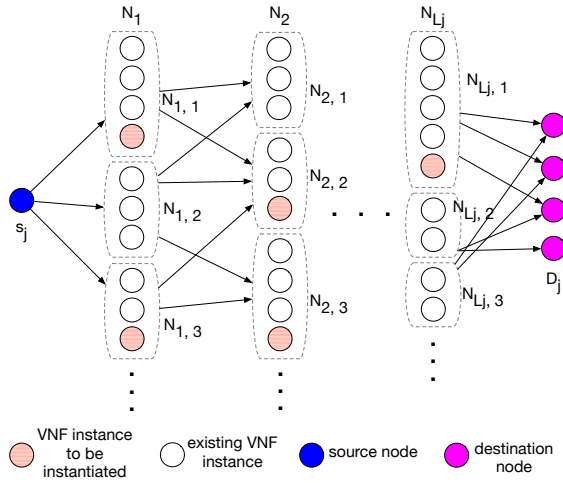 N1
N2
NLj
N1, 1
N2, 1
NLj, 1
N1, 2
N2, 2
NLj, 2
sj
. . .
N1, 3
N2, 3
NLj, 3
Dj
VNF instance
to be
instantiated
existing VNF
instance
source node
destination
node